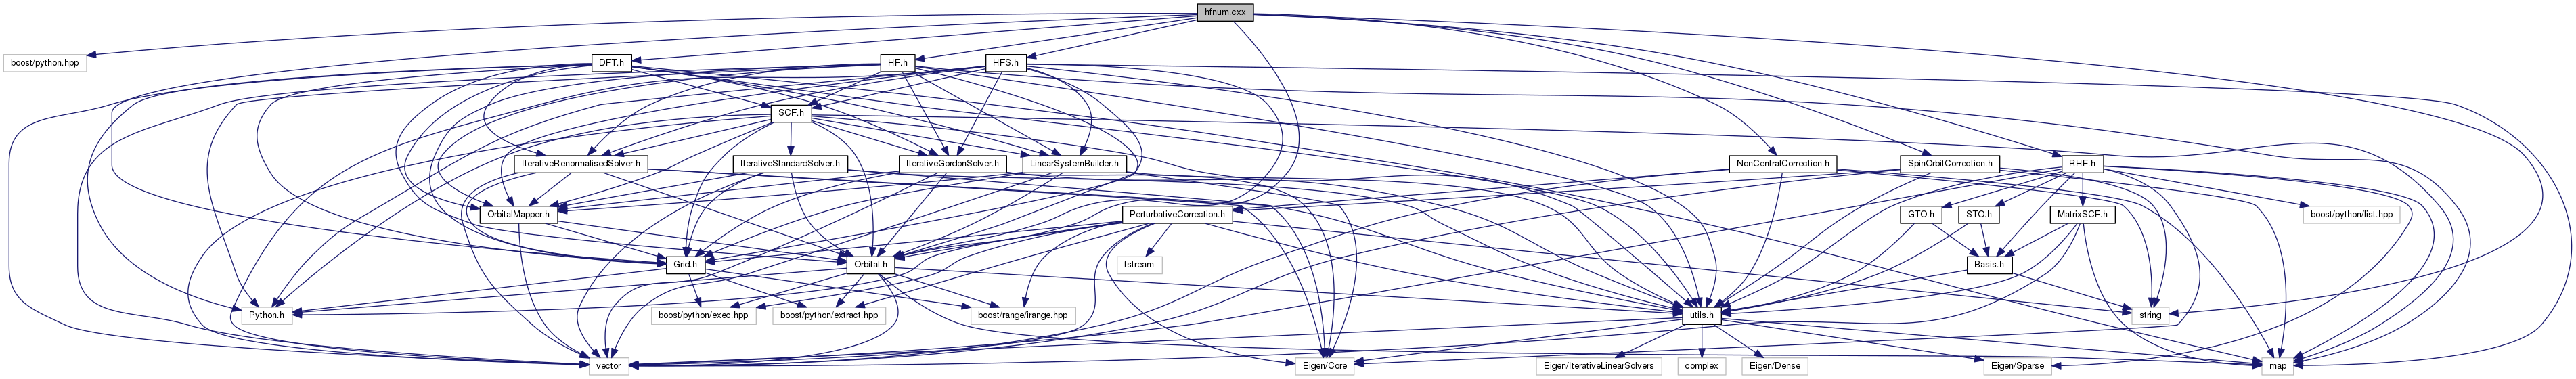 hfnum.cxx
boost/python.hpp
DFT.h
HF.h
HFS.h
SCF.h
IterativeRenormalisedSolver.h
IterativeStandardSolver.h
IterativeGordonSolver.h
LinearSystemBuilder.h
NonCentralCorrection.h
SpinOrbitCorrection.h
RHF.h
OrbitalMapper.h
PerturbativeCorrection.h
GTO.h
STO.h
MatrixSCF.h
boost/python/list.hpp
Grid.h
Orbital.h
fstream
Basis.h
Python.h
boost/python/exec.hpp
boost/python/extract.hpp
boost/range/irange.hpp
utils.h
string
vector
Eigen/Core
Eigen/IterativeLinearSolvers
complex
Eigen/Dense
Eigen/Sparse
map